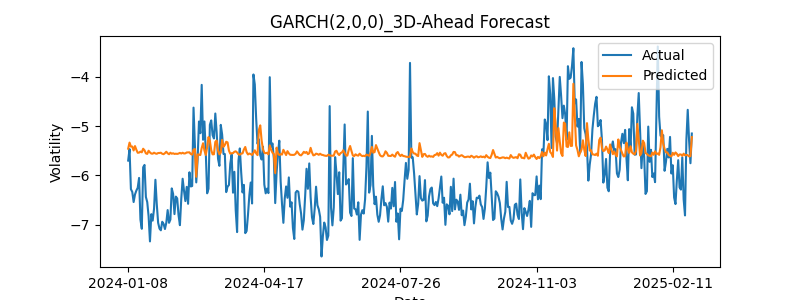 GARCH(2,0,0)_3D-Ahead Forecast
Actual
Predicted
Volatility
−4
−5
−6
−7
2024-01-08
2024-04-17
2024-07-26
2024-11-03
2025-02-11
Date